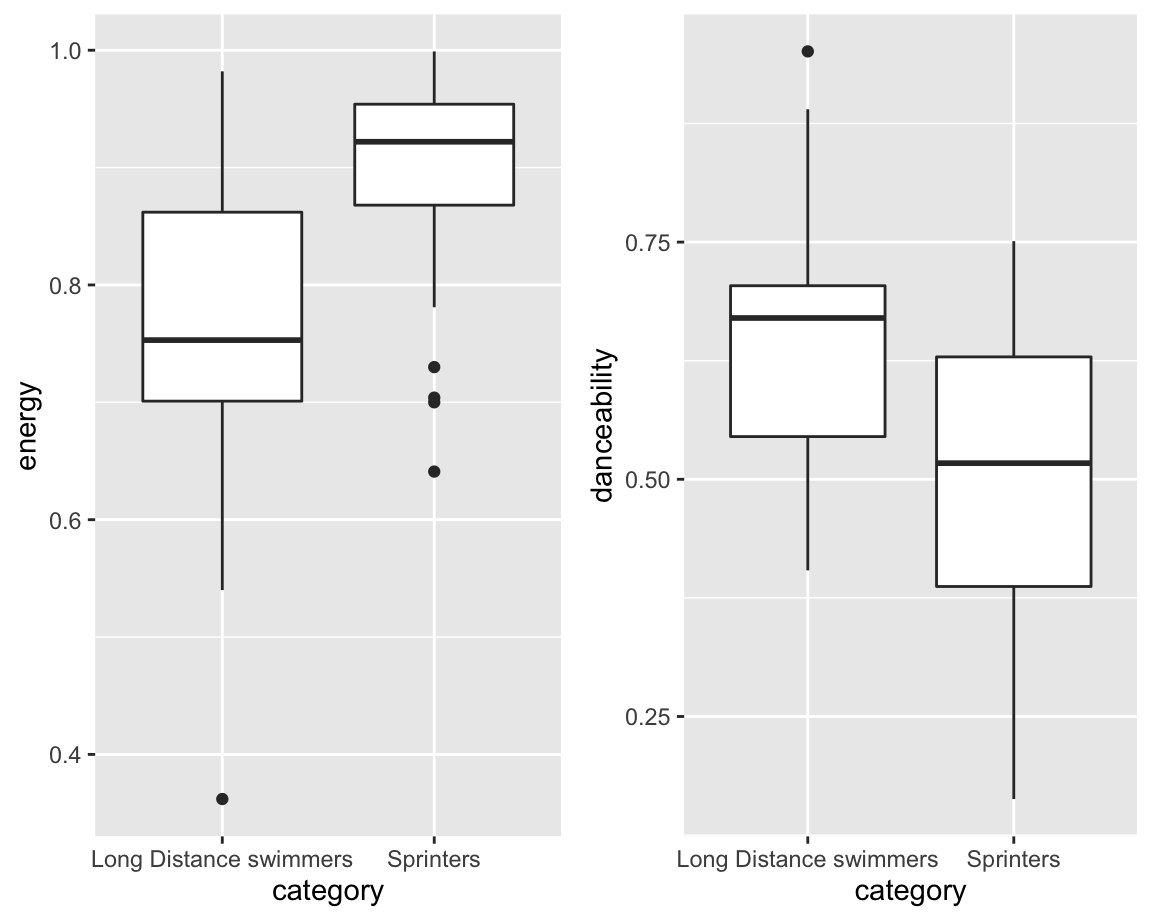 energy
1.0
0.8
0.6
0.4
Long Distance swimmers Sprinters
category
danceability
0.75
0.50
0.25
Long Distance swimmers Sprinters
category